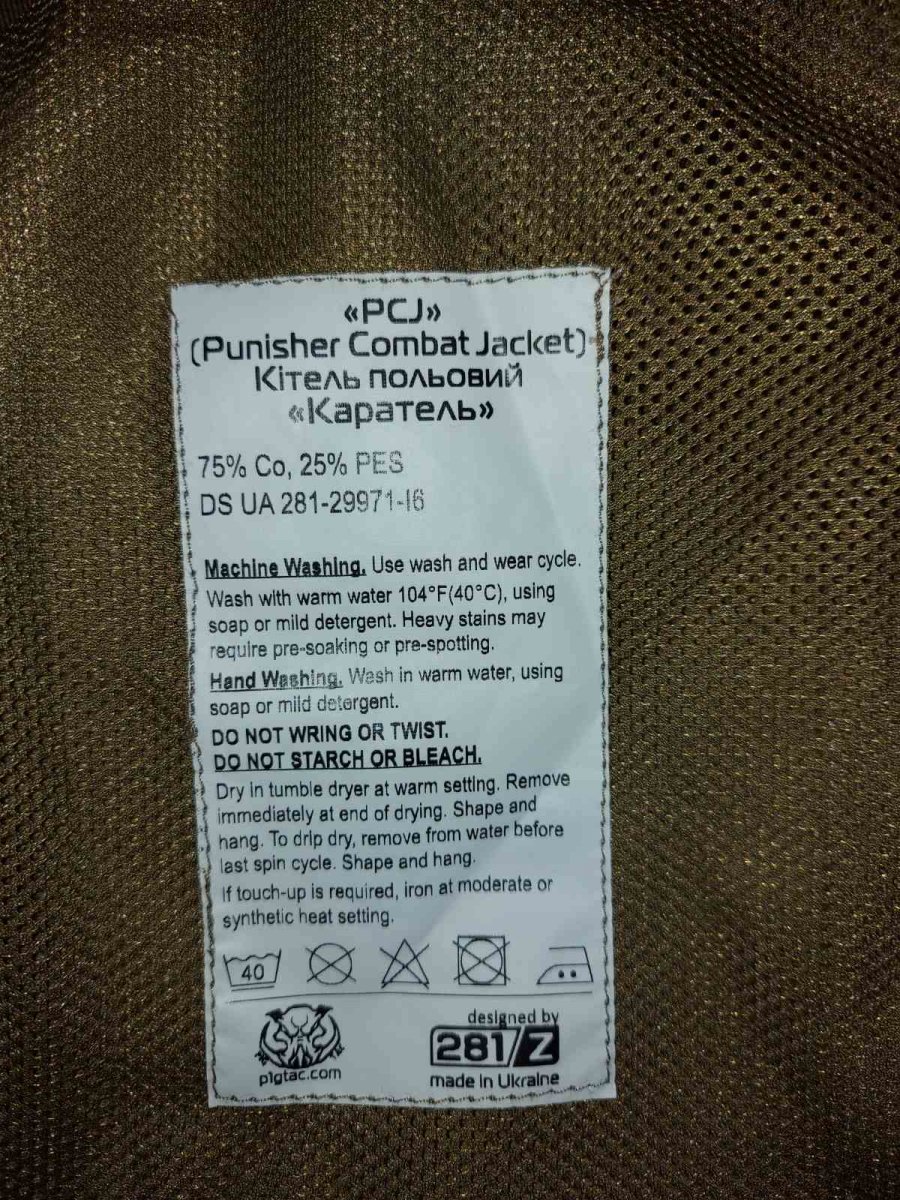 «PCJ»
(Punisher Combat Jacket)
Кітель польовий
«Каратель»
75% Co, 25% PES
DS UA 281-29971-I6
Machine Washing. Use wash and wear cycle.
Wash with warm water 104°F(40°C), using
soap or mild detergent. Heavy stains may
require pre-soaking or pre-spotting.
Hand Washing. Wash in warm water, using
soap or mild detergent.
DO NOT WRING OR TWIST.
DO NOT STARCH OR BLEACH.
Dry in tumble dryer at warm setting. Remove
immediately at end of drying. Shape and
hang. To drip dry, remove from water before
last spin cycle. Shape and hang.
If touch-up is required, iron at moderate or
synthetic heat setting.
40
p1gtac.com
designed by
281/Z
made in Ukraine